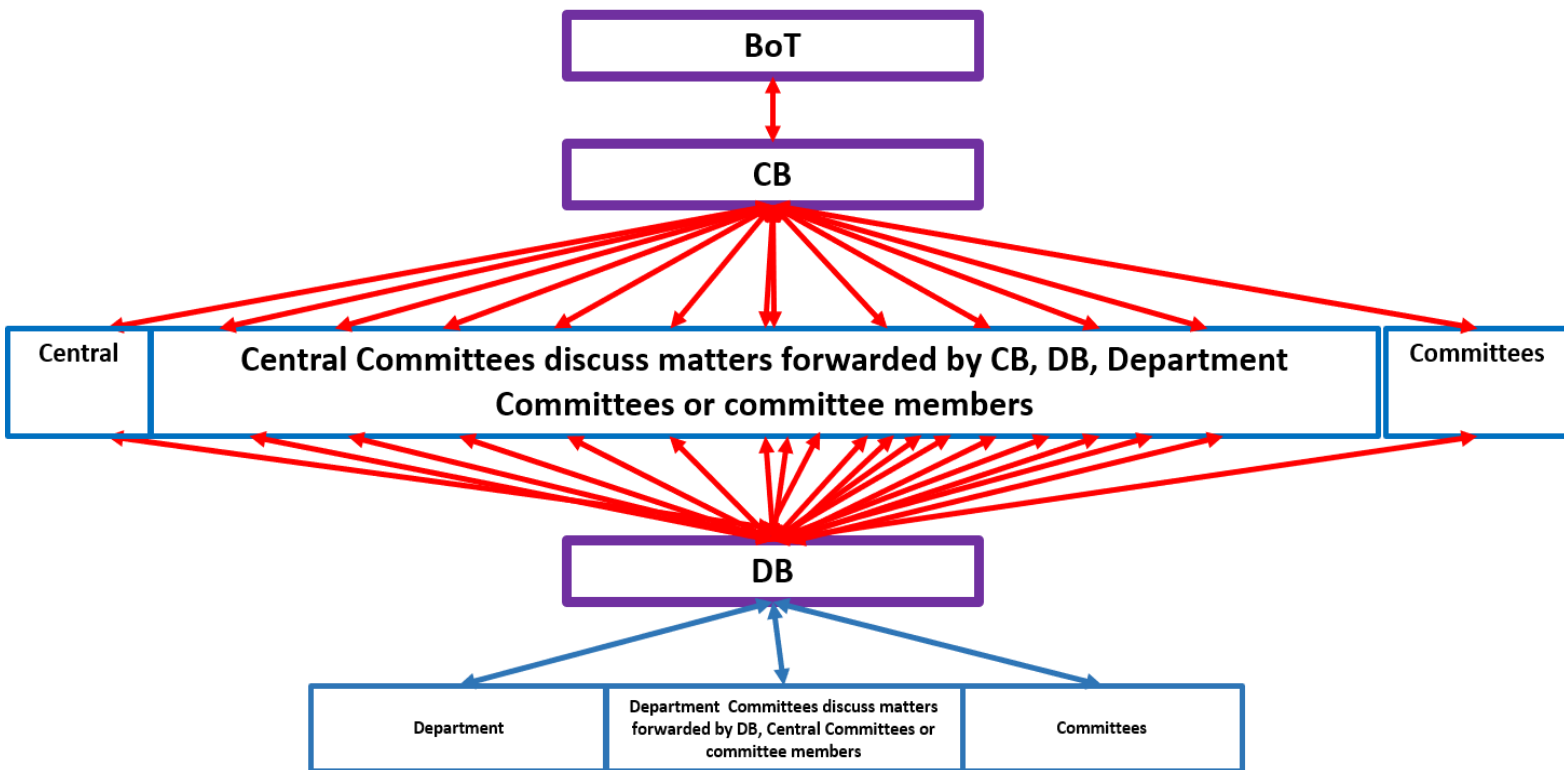 BoT
CB
Central
Central Committees discuss matters forwarded by CB, DB, Department
Committees or committee members
Committees
DB
Department
Department Committees discuss matters
forwarded by DB, Central Committees or
committee members
Committees